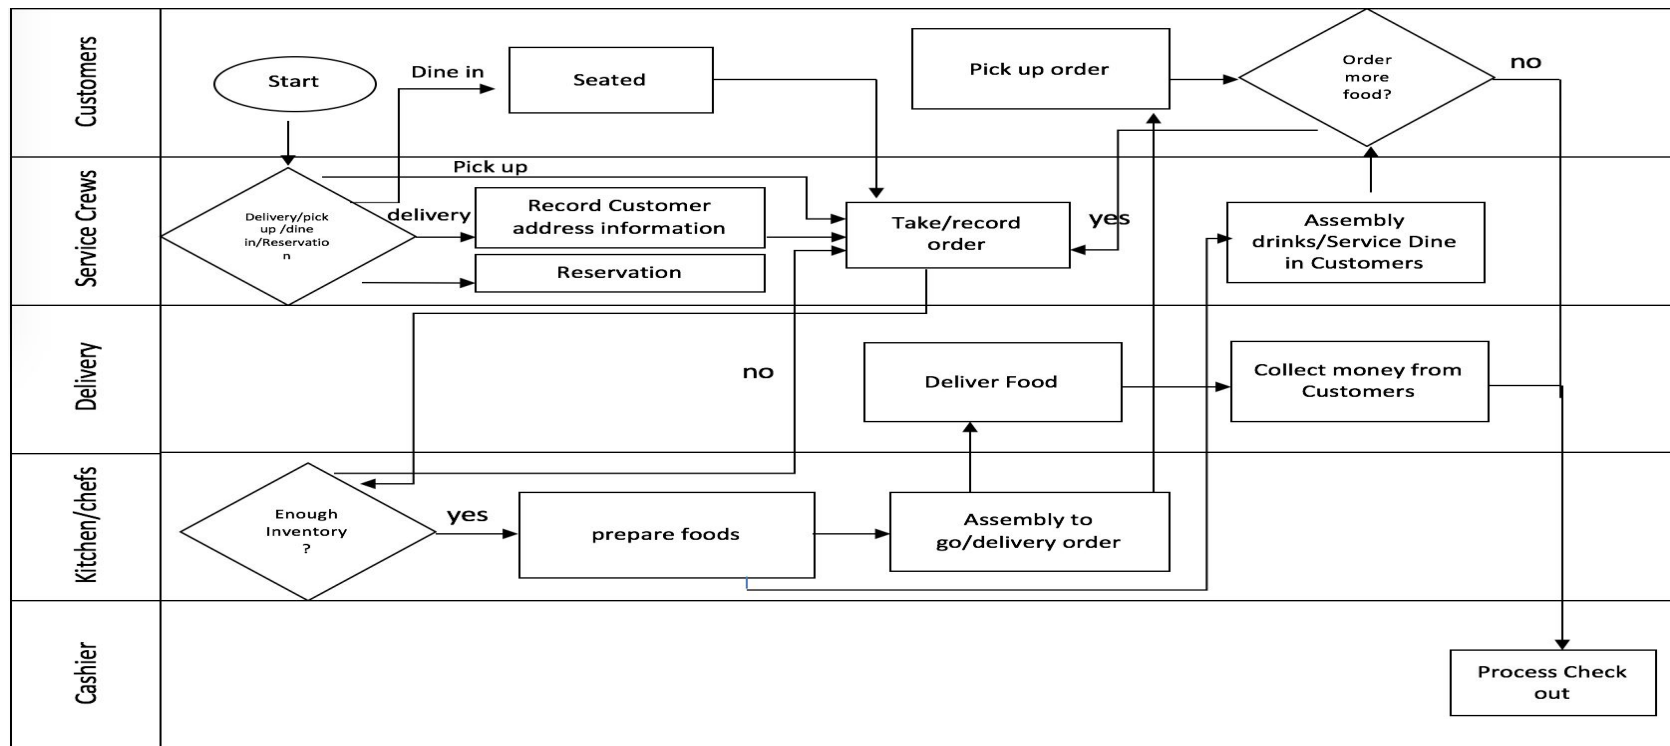 Customers
Start
Dine in
Seated
Pick up order
Order
more
food?
no
Service Crews
Delivery/pick
up /dine
in/Reservatio
n
Pick up
delivery
Record Customer
address information
Reservation
Take/record
order
yes
Assembly
drinks/Service Dine
in Customers
Delivery
no
Deliver Food
Collect money from
Customers
Kitchen/chefs
Enough
Inventory
?
yes
prepare foods
Assembly to
go/delivery order
Cashier
Process Check
out